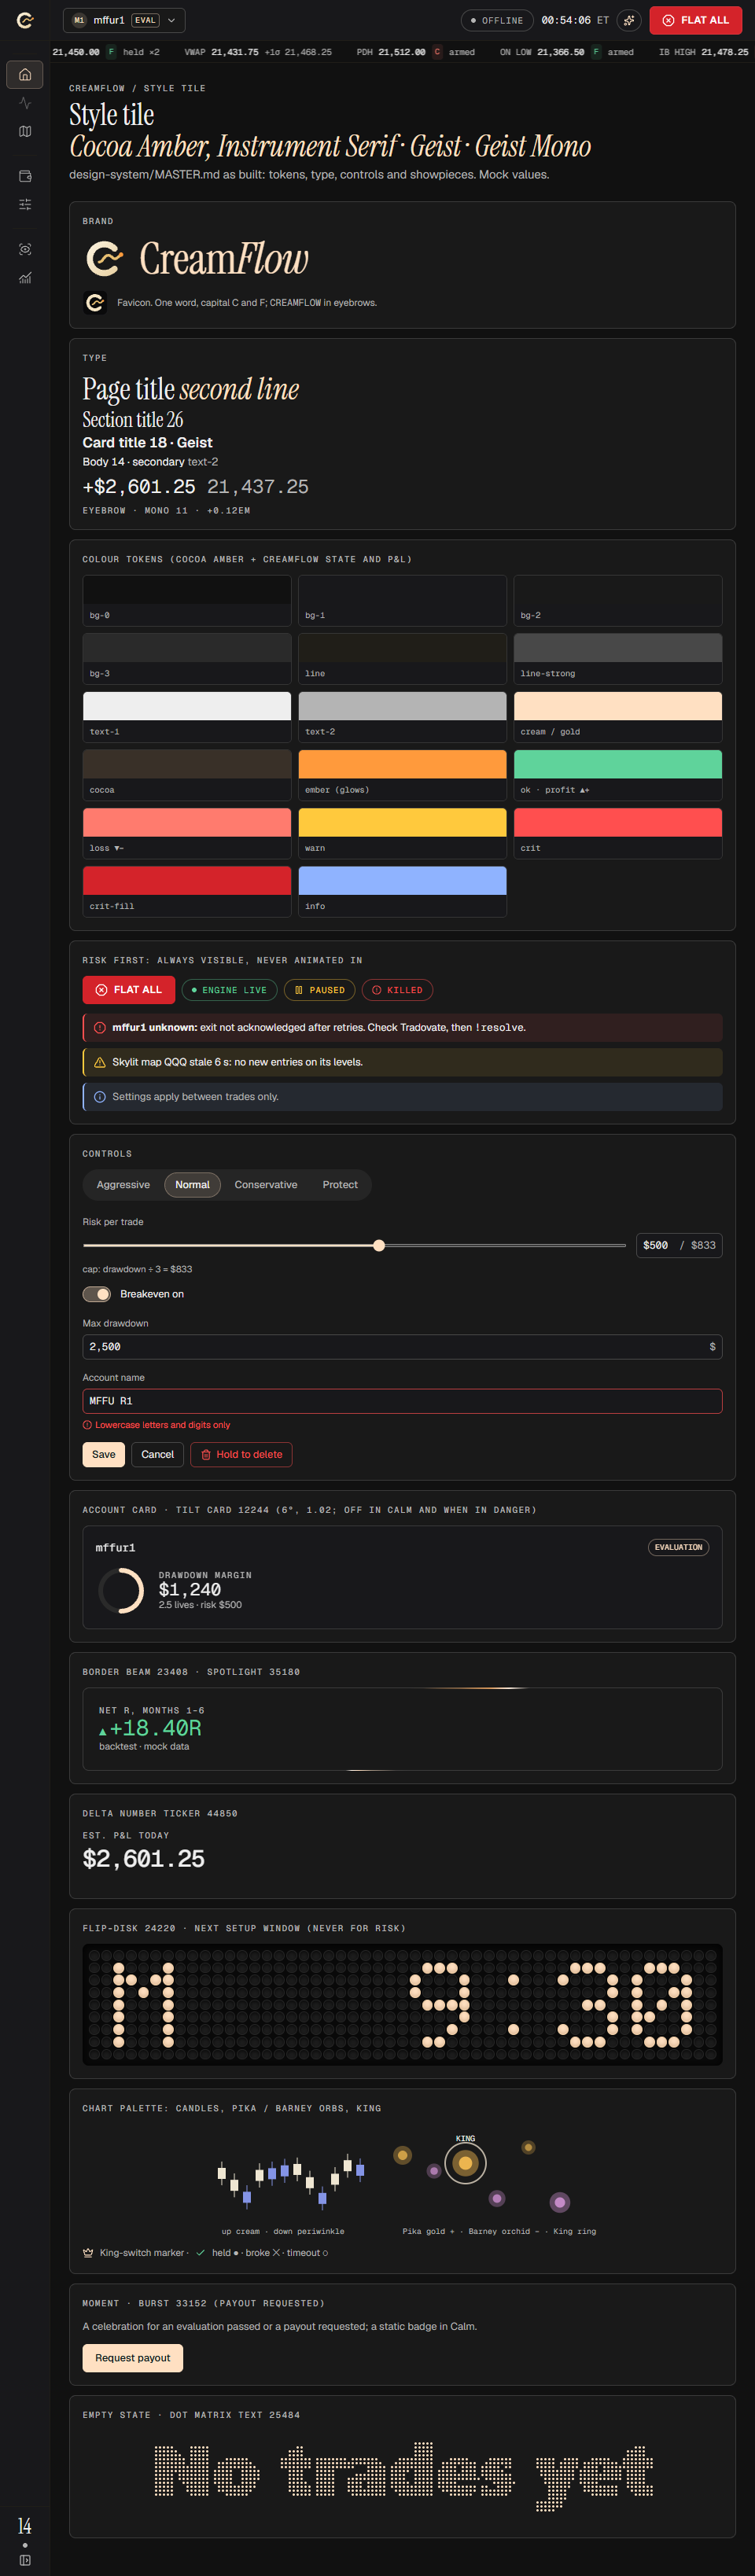 M1 mffur1 EVAL
OFFLINE
00:54:06 ET
FLAT ALL
21,450.00 F held ×2 VWAP 21,431.75 +1σ 21,468.25 PDH 21,512.00 C armed ON LOW 21,366.50 F armed IB HIGH 21,478.25
CREAMFLOW / STYLE TILE
Style tile
Cocoa Amber, Instrument Serif · Geist · Geist Mono
design-system/MASTER.md as built: tokens, type, controls and showpieces. Mock values.
BRAND
CreamFlow
Favicon. One word, capital C and F; CREAMFLOW in eyebrows.
TYPE
Page title second line
Section title 26
Card title 18 · Geist
Body 14 · secondary text-2
+$2,601.25 21,437.25
EYEBROW · MONO 11 · +0.12EM
COLOUR TOKENS (COCOA AMBER + CREAMFLOW STATE AND P&L)
bg-0
bg-1
bg-2
bg-3
line
line-strong
text-1
text-2
cream / gold
cocoa
ember (glows)
ok · profit ▲+
loss ▼−
warn
crit
crit-fill
info
RISK FIRST: ALWAYS VISIBLE, NEVER ANIMATED IN
FLAT ALL
ENGINE LIVE
PAUSED
KILLED
mffur1 unknown: exit not acknowledged after retries. Check Tradovate, then !resolve.
Skylit map QQQ stale 6 s: no new entries on its levels.
Settings apply between trades only.
CONTROLS
Aggressive
Normal
Conservative
Protect
Risk per trade
$500 / $833
cap: drawdown ÷ 3 = $833
Breakeven on
Max drawdown
2,500 $
Account name
MFFU R1
Lowercase letters and digits only
Save
Cancel
Hold to delete
ACCOUNT CARD · TILT CARD 12244 (6°, 1.02; OFF IN CALM AND WHEN IN DANGER)
mffur1
EVALUATION
DRAWDOWN MARGIN
$1,240
2.5 lives · risk $500
BORDER BEAM 23408 · SPOTLIGHT 35180
NET R, MONTHS 1–6
▲+18.40R
backtest · mock data
DELTA NUMBER TICKER 44850
EST. P&L TODAY
$2,601.25
FLIP-DISK 24220 · NEXT SETUP WINDOW (NEVER FOR RISK)
M 9:30
CHART PALETTE: CANDLES, PIKA / BARNEY ORBS, KING
KING
up cream · down periwinkle
Pika gold + · Barney orchid − · King ring
King-switch marker · ✓ held ● · broke ✕ · timeout ○
MOMENT · BURST 33152 (PAYOUT REQUESTED)
A celebration for an evaluation passed or a payout requested; a static badge in Calm.
Request payout
EMPTY STATE · DOT MATRIX TEXT 25484
No trades yet
14